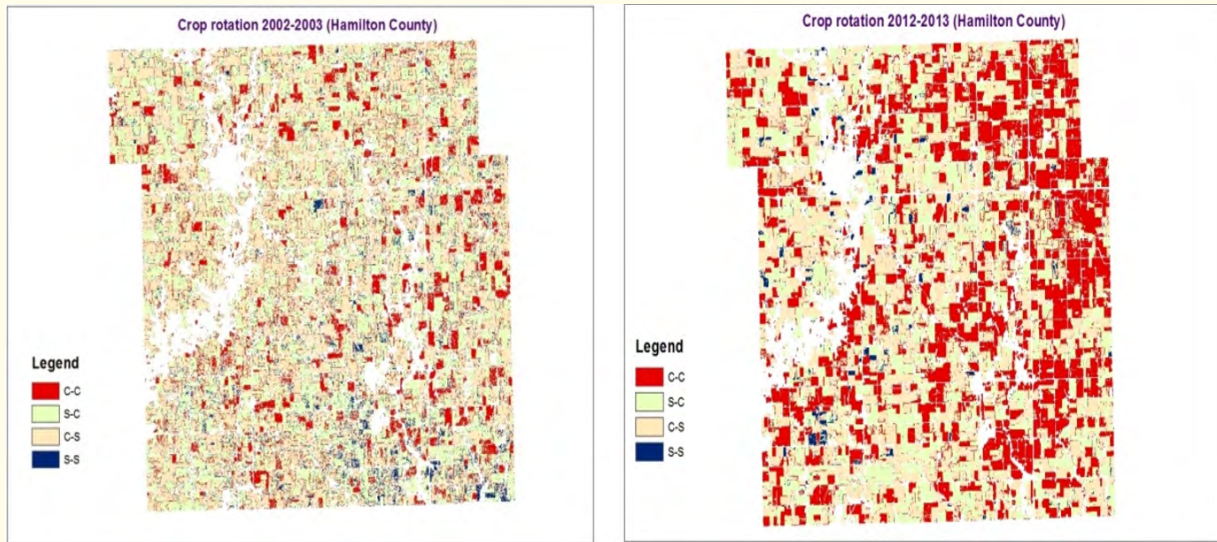 Crop rotation 2002-2003 (Hamilton County)
Legend
C-C
S-C
C-S
S-S
Crop rotation 2012-2013 (Hamilton County)
Legend
C-C
S-C
C-S
S-S